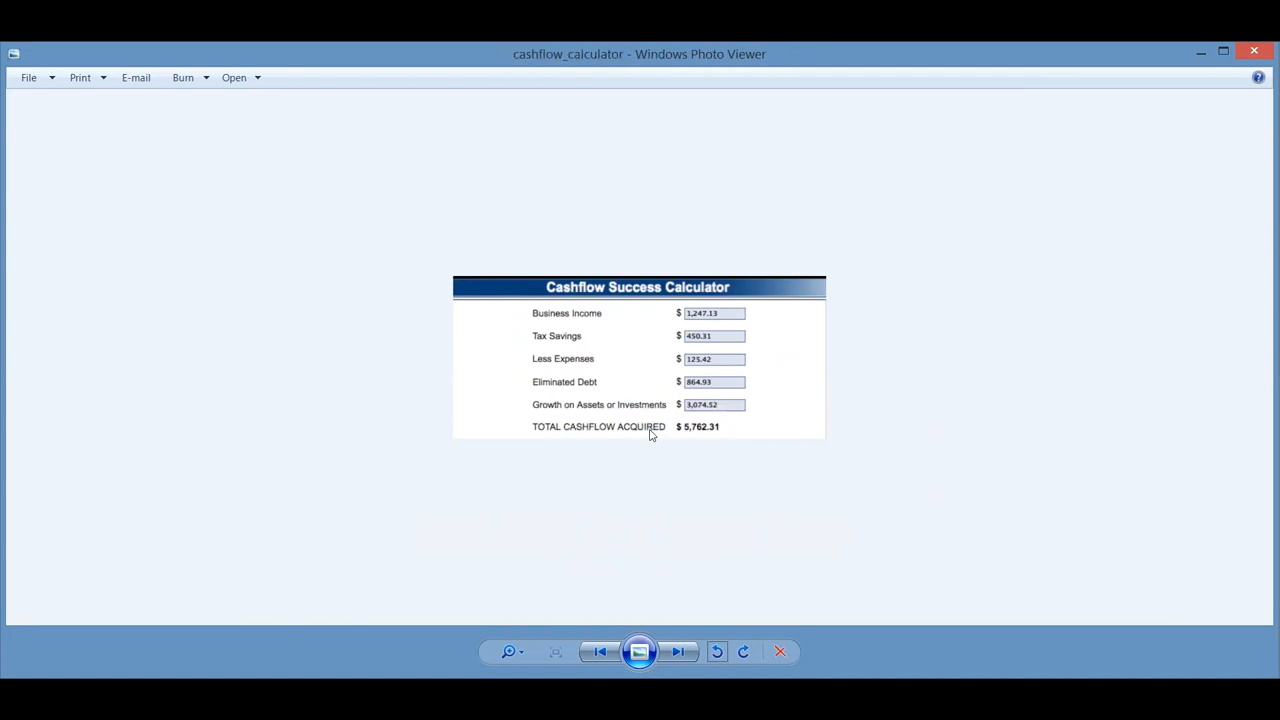 cashflow_calculator - Windows Photo Viewer
File Print E-mail Burn Open
Cashflow Success Calculator
Business Income $ 1,247.13
Tax Savings $ 450.31
Less Expenses $ 125.42
Eliminated Debt $ 864.93
Growth on Assets or Investments $ 3,074.52
TOTAL CASHFLOW ACQUIRED $ 5,762.31